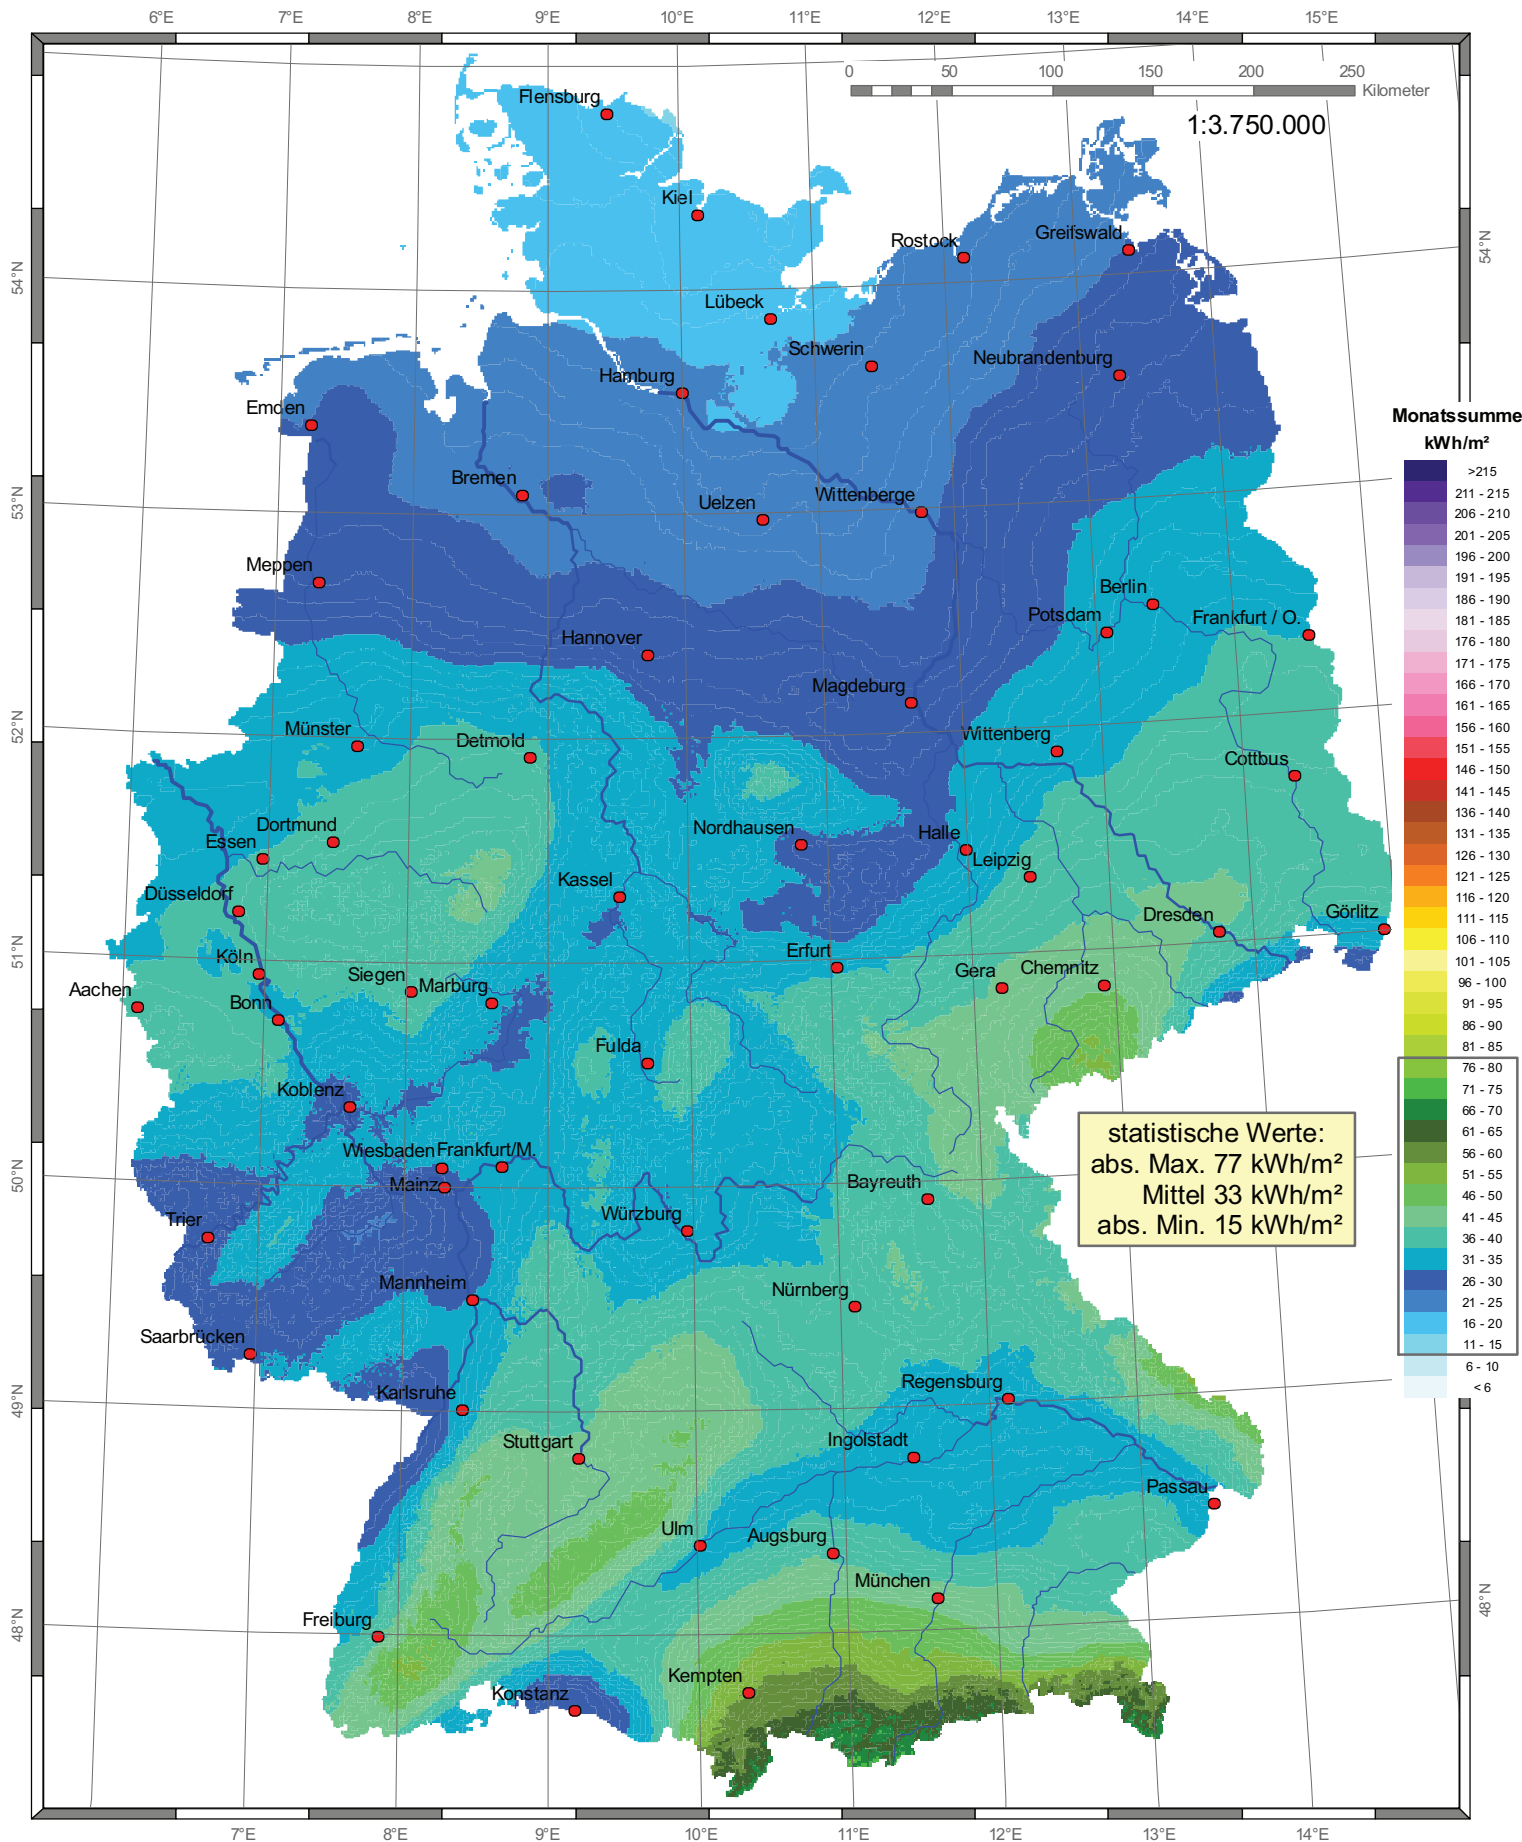 6°E 7°E 8°E 9°E 10°E 11°E 12°E 13°E 14°E 15°E
0 50 100 150 200 250
Kilometer
1:3.750.000
Flensburg
Kiel
Rostock
Greifswald
54°N
54°N
Lübeck
Schwerin
Neubrandenburg
Hamburg
Emden
Bremen
Uelzen
Wittenberge
53°N
Meppen
Berlin
Potsdam
Frankfurt / O.
Hannover
Magdeburg
52°N
Münster
Detmold
Wittenberg
Cottbus
Dortmund
Essen
Nordhausen
Halle
Leipzig
Kassel
Düsseldorf
Dresden
Görlitz
51°N
Köln
Erfurt
Siegen
Marburg
Gera
Chemnitz
Aachen
Bonn
Fulda
Koblenz
Wiesbaden
Frankfurt/M.
Mainz
50°N
Bayreuth
Trier
Würzburg
Mannheim
Nürnberg
Saarbrücken
Karlsruhe
49°N
Regensburg
Stuttgart
Ingolstadt
Passau
Ulm
Augsburg
München
48°N
48°N
Freiburg
Kempten
Konstanz
Monatssumme
kWh/m²
>215
211 - 215
206 - 210
201 - 205
196 - 200
191 - 195
186 - 190
181 - 185
176 - 180
171 - 175
166 - 170
161 - 165
156 - 160
151 - 155
146 - 150
141 - 145
136 - 140
131 - 135
126 - 130
121 - 125
116 - 120
111 - 115
106 - 110
101 - 105
96 - 100
91 - 95
86 - 90
81 - 85
76 - 80
71 - 75
66 - 70
61 - 65
56 - 60
51 - 55
46 - 50
41 - 45
36 - 40
31 - 35
26 - 30
21 - 25
16 - 20
11 - 15
6 - 10
< 6
statistische Werte:
abs. Max. 77 kWh/m²
Mittel 33 kWh/m²
abs. Min. 15 kWh/m²
7°E 8°E 9°E 10°E 11°E 12°E 13°E 14°E